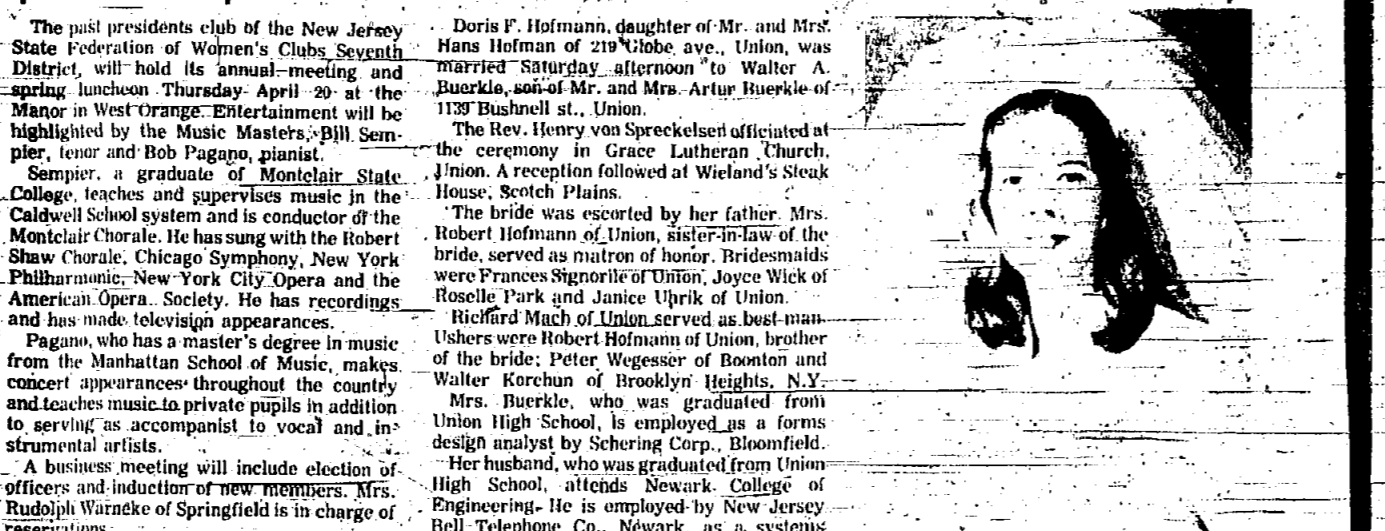 The past presidents club of the New Jersey
State Federation of Women's Clubs Seventh
District, will hold its annual meeting and
spring luncheon Thursday April 20 at the
Manor in West Orange. Entertainment will be
highlighted by the Music Masters, Bill Sem-
pier, tenor and Bob Pagano, pianist.
Sempier, a graduate of Montclair State
College, teaches and supervises music in the
Caldwell School system and is conductor of the
Montclair Chorale. He has sung with the Robert
Shaw Chorale, Chicago Symphony, New York
Philharmonic, New York City Opera and the
American Opera Society. He has recordings
and has made television appearances.
Pagano, who has a master's degree in music
from the Manhattan School of Music, makes
concert appearances throughout the country
and teaches music to private pupils in addition
to serving as accompanist to vocal and in-
strumental artists.
A business meeting will include election of
officers and induction of new members. Mrs.
Rudolph Warneke of Springfield is in charge of
reservations.
Doris F. Hofmann, daughter of Mr. and Mrs.
Hans Hofman of 219 Globe ave., Union, was
married Saturday afternoon to Walter A.
Buerkle, son of Mr. and Mrs. Artur Buerkle of
1139 Bushnell st., Union.
The Rev. Henry von Spreckelsen officiated at
the ceremony in Grace Lutheran Church,
Union. A reception followed at Wieland's Steak
House, Scotch Plains.
The bride was escorted by her father. Mrs.
Robert Hofmann of Union, sister-in-law of the
bride, served as matron of honor. Bridesmaids
were Frances Signorile of Union, Joyce Wick of
Roselle Park and Janice Uhrik of Union.
Richard Mach of Union served as best man.
Ushers were Robert Hofmann of Union, brother
of the bride; Peter Wegesser of Boonton and
Walter Korchun of Brooklyn Heights, N.Y.
Mrs. Buerkle, who was graduated from
Union High School, is employed as a forms
design analyst by Schering Corp., Bloomfield.
Her husband, who was graduated from Union
High School, attends Newark College of
Engineering. He is employed by New Jersey
Bell Telephone Co., Newark, as a systems